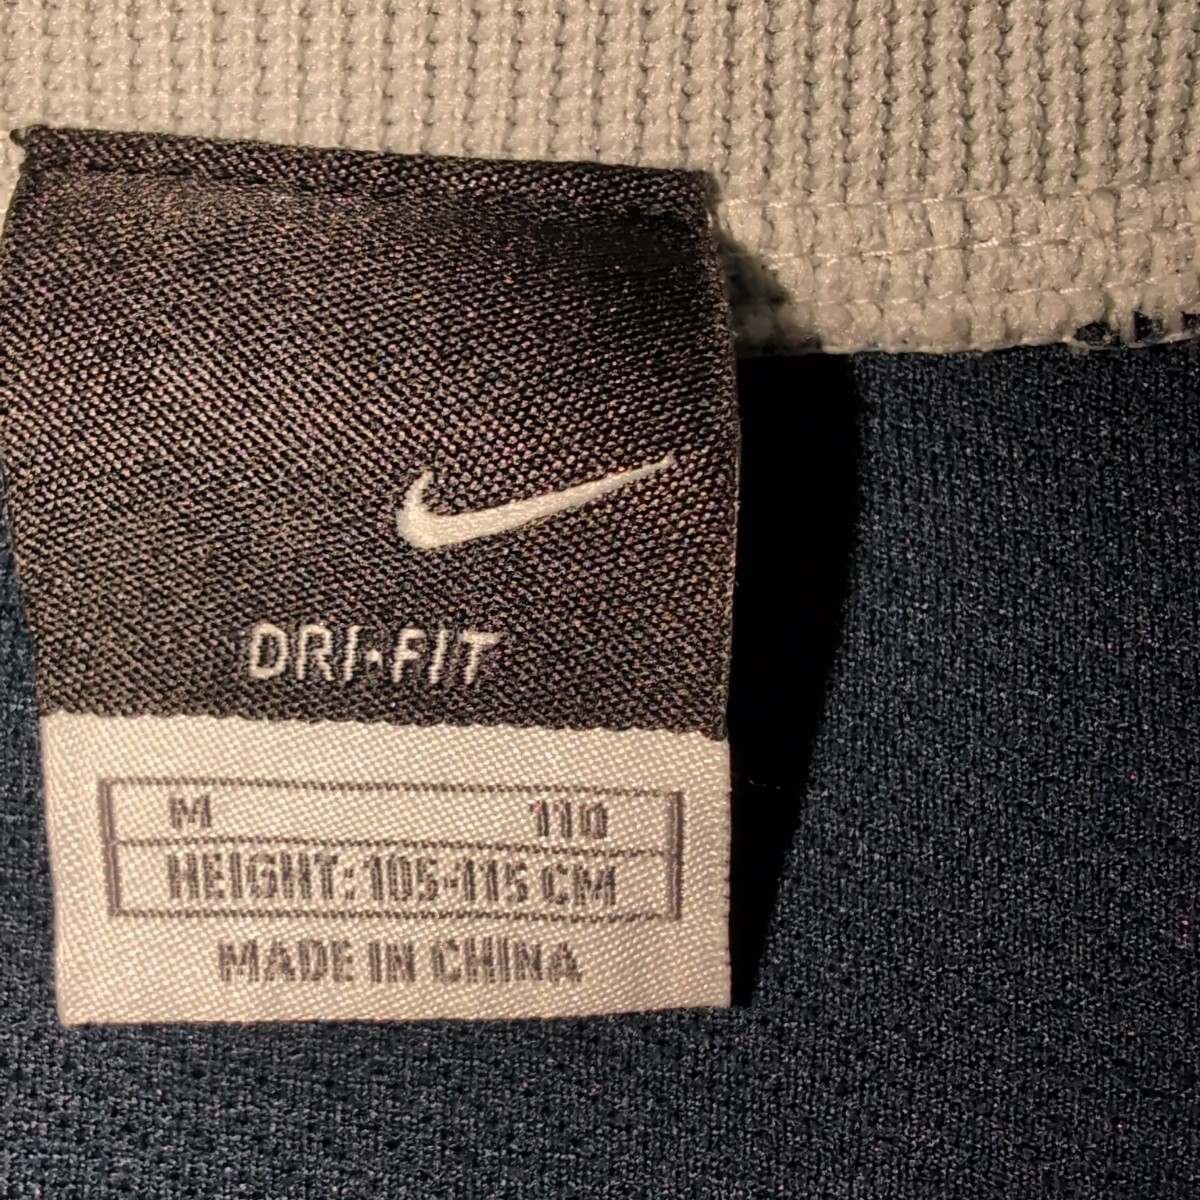 DRI·FIT
M 110
HEIGHT: 105-115 CM
MADE IN CHINA